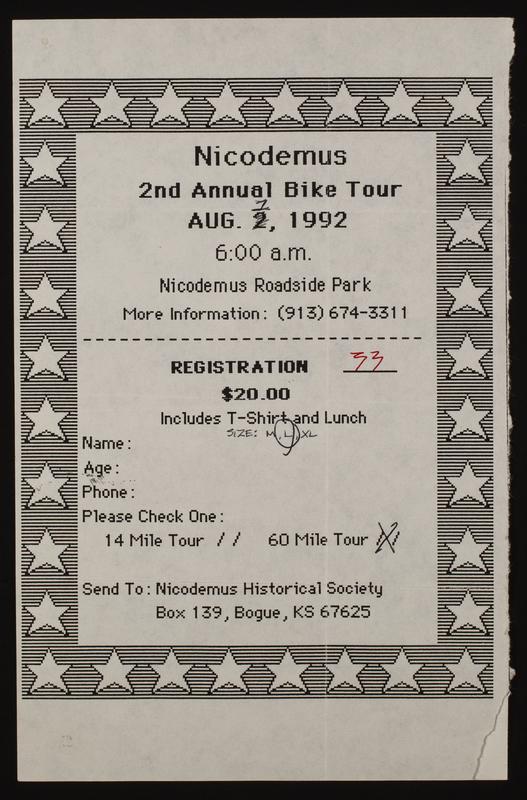 Nicodemus
2nd Annual Bike Tour
7
AUG. 2, 1992
6:00 a.m.
Nicodemus Roadside Park
More Information: (913) 674-3311
REGISTRATION 33
$20.00
Includes T-Shirt and Lunch
SIZE: M, L, XL
Name:
Age:
Phone:
Please Check One:
14 Mile Tour / / 60 Mile Tour /X/
Send To: Nicodemus Historical Society
Box 139, Bogue, KS 67625